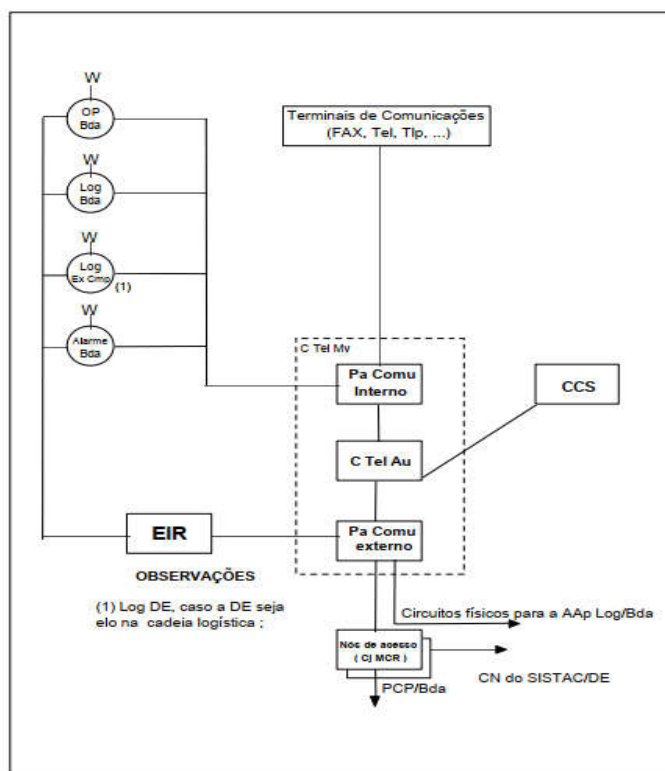 W
OP
Bda
Terminais de Comunicações
(FAX, Tel, Tlp, ...)
W
Log
Bda
W
Log
Ex Cmp
(1)
W
Alarme
Bda
C Tel Mv
Pa Comu
Interno
CCS
C Tel Au
EIR
Pa Comu
externo
OBSERVAÇÕES
(1) Log DE, caso a DE seja
elo na cadeia logística ;
Circuitos físicos para a AAp Log/Bda
Nós de acesso
( Cj MCR )
CN do SISTAC/DE
PCP/Bda